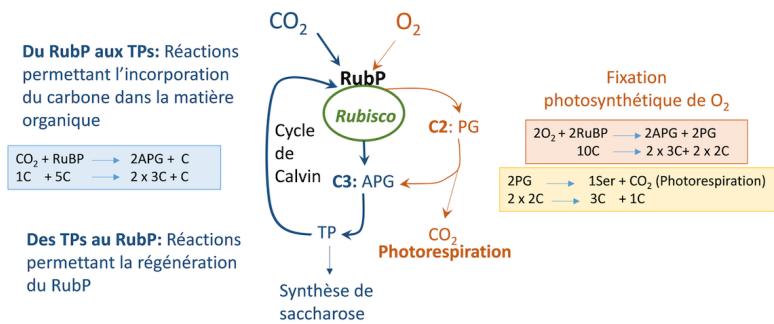 CO2
O2
Du RubP aux TPs: Réactions
permettant l'incorporation
du carbone dans la matière
organique
CO2 + RuBP → 2APG + C
1C + 5C → 2 x 3C + C
Des TPs au RubP: Réactions
permettant la régénération
du RubP
RubP
Rubisco
Cycle
de
Calvin
C2: PG
C3: APG
TP
CO2
Photorespiration
Synthèse de
saccharose
Fixation
photosynthétique de O2
2O2 + 2RuBP → 2APG + 2PG
10C → 2 x 3C+ 2 x 2C
2PG → 1Ser + CO2 (Photorespiration)
2 x 2C → 3C + 1C